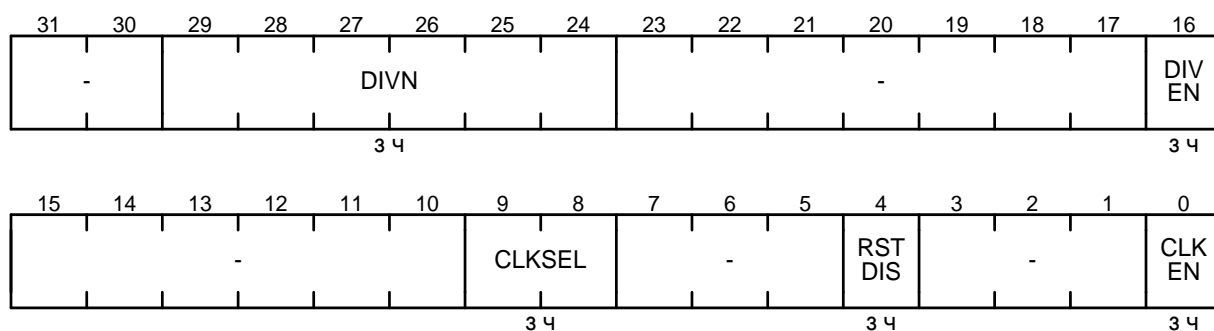 31 30 29 28 27 26 25 24 23 22 21 20 19 18 17 16
- DIVN - DIV
EN
з ч з ч
15 14 13 12 11 10 9 8 7 6 5 4 3 2 1 0
- CLKSEL - RST
DIS - CLK
EN
з ч з ч з ч